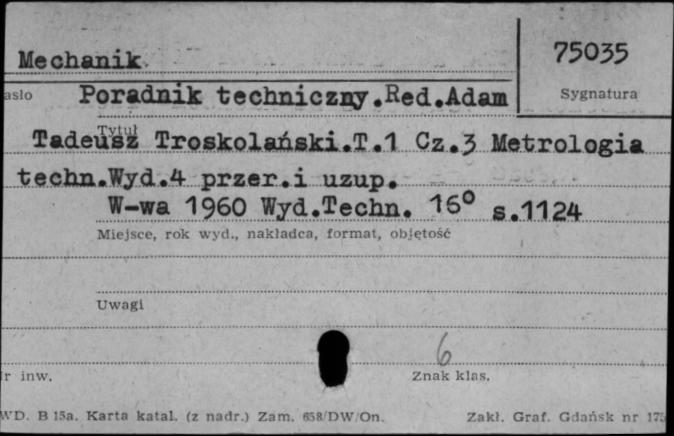 Mechanik
75035
asło Poradnik techniczny.Red.Adam
Sygnatura
Tytuł
Tadeusz Troskolański.T.1 Cz.3 Metrologia
techn.Wyd.4 przer.i uzup.
W-wa 1960 Wyd.Techn. 16° s.1124
Miejsce, rok wyd., nakładca, format, objętość
Uwagi
6
r inw.
Znak klas.
WD. B 15a. Karta katal. (z nadr.) Zam. 658/DW/On. Zakł. Graf. Gdańsk nr 175